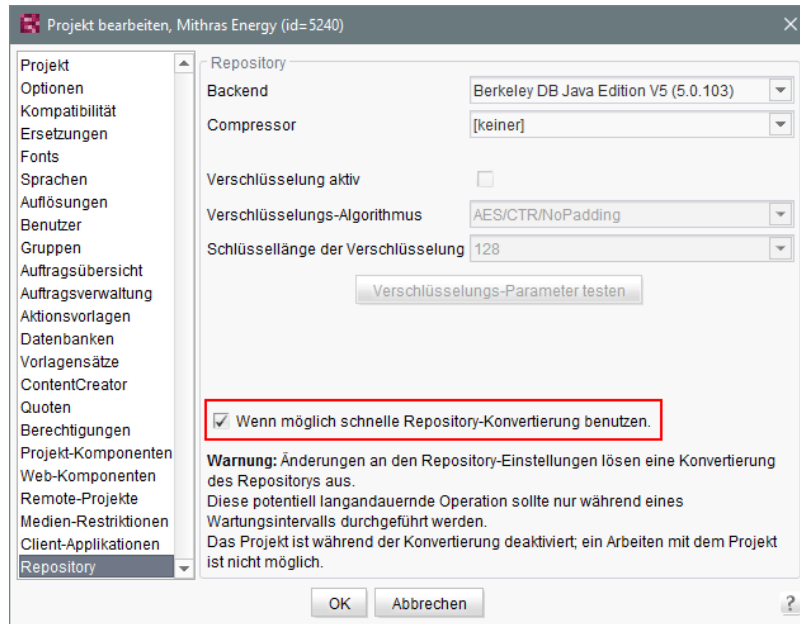 Projekt bearbeiten, Mithras Energy (id=5240)
Projekt
Optionen
Kompatibilität
Ersetzungen
Fonts
Sprachen
Auflösungen
Benutzer
Gruppen
Auftragsübersicht
Auftragsverwaltung
Aktionsvorlagen
Datenbanken
Vorlagensätze
ContentCreator
Quoten
Berechtigungen
Projekt-Komponenten
Web-Komponenten
Remote-Projekte
Medien-Restriktionen
Client-Applikationen
Repository
Repository
Backend Berkeley DB Java Edition V5 (5.0.103)
Compressor [keiner]
Verschlüsselung aktiv
Verschlüsselungs-Algorithmus AES/CTR/NoPadding
Schlüssellänge der Verschlüsselung 128
Verschlüsselungs-Parameter testen
Wenn möglich schnelle Repository-Konvertierung benutzen.
Warnung: Änderungen an den Repository-Einstellungen lösen eine Konvertierung
des Repositorys aus.
Diese potentiell langandauernde Operation sollte nur während eines
Wartungsintervalls durchgeführt werden.
Das Projekt ist während der Konvertierung deaktiviert; ein Arbeiten mit dem Projekt
ist nicht möglich.
OK Abbrechen ?